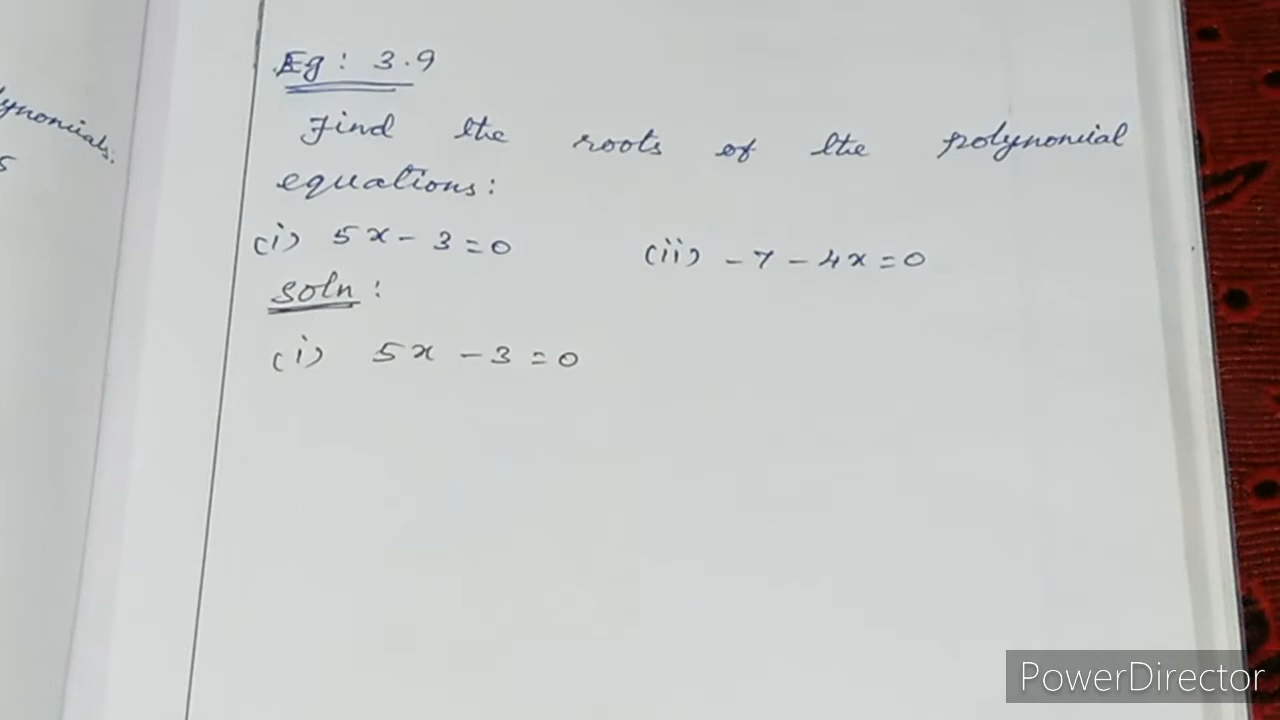 Eg : 3.9
Find the roots of the polynomial
equations:
(i) 5x - 3 = 0 (ii) -7 - 4x = 0
Soln :
(i) 5x - 3 = 0
5
PowerDirector